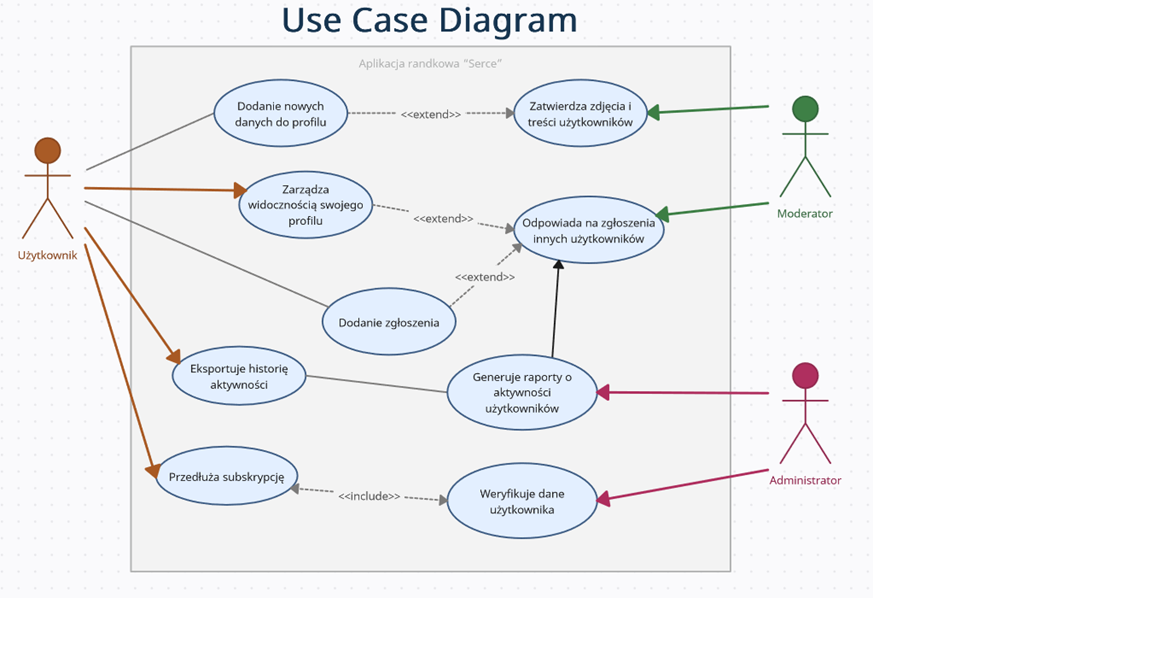 Use Case Diagram
Aplikacja randkowa "Serce"
Dodanie nowych
danych do profilu
<<extend>>
Zatwierdza zdjęcia i
treści użytkowników
Moderator
Użytkownik
Zarządza
widocznością swojego
profilu
<<extend>>
Odpowiada na zgłoszenia
innych użytkowników
<<extend>>
Dodanie zgłoszenia
Eksportuje historię
aktywności
Generuje raporty o
aktywności
użytkowników
Administrator
Przedłuża subskrypcję
<<include>>
Weryfikuje dane
użytkownika